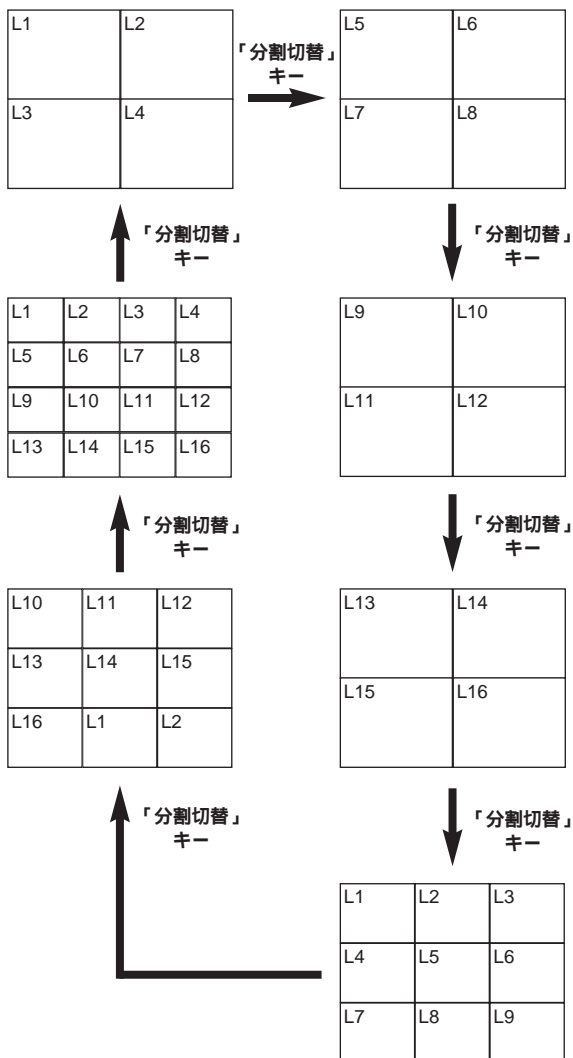 L1 L2
L3 L4
「分割切替」
キー
L5 L6
L7 L8
「分割切替」
キー
「分割切替」
キー
L1 L2 L3 L4
L5 L6 L7 L8
L9 L10 L11 L12
L13 L14 L15 L16
L9 L10
L11 L12
「分割切替」
キー
「分割切替」
キー
L10 L11 L12
L13 L14 L15
L16 L1 L2
L13 L14
L15 L16
「分割切替」
キー
「分割切替」
キー
L1 L2 L3
L4 L5 L6
L7 L8 L9